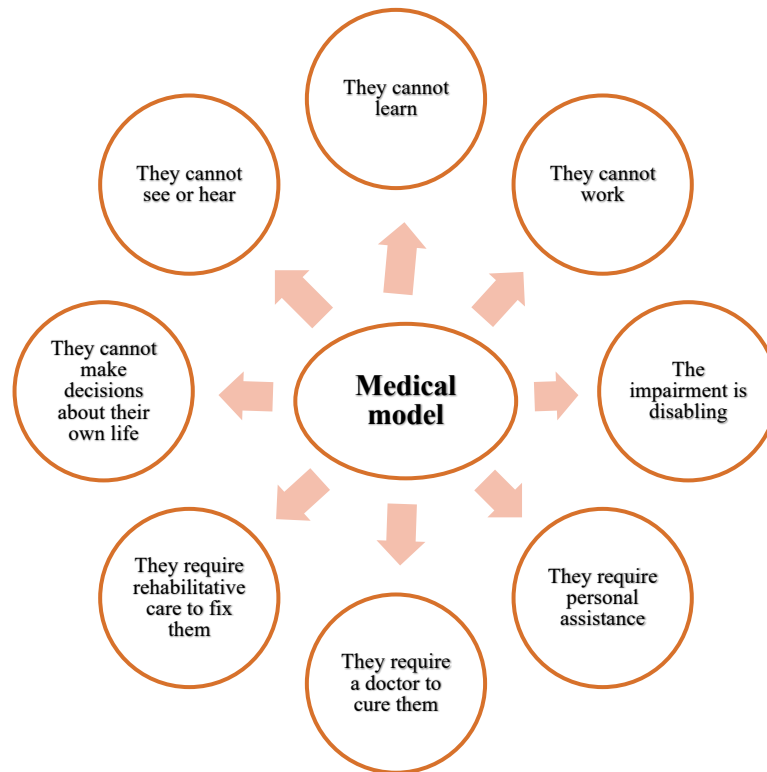 They cannot
learn
They cannot
work
The
impairment is
disabling
They require
personal
assistance
They require
a doctor to
cure them
They require
rehabilitative
care to fix
them
They cannot
make
decisions
about their
own life
They cannot
see or hear
Medical
model